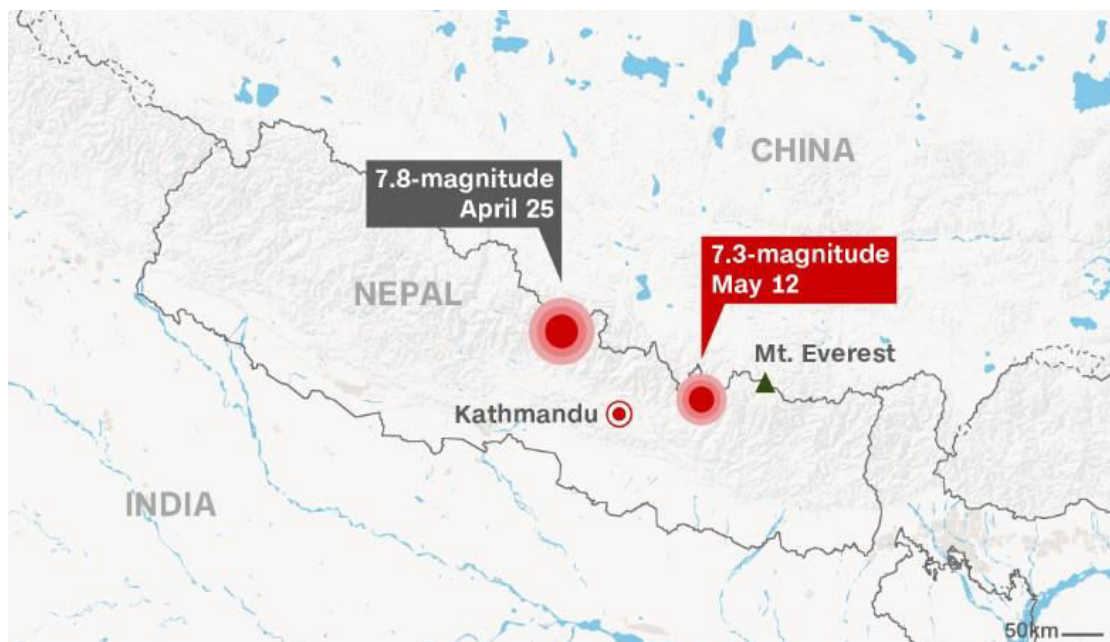 CHINA
7.8-magnitude
April 25
7.3-magnitude
May 12
NEPAL
Mt. Everest
Kathmandu
INDIA
50km